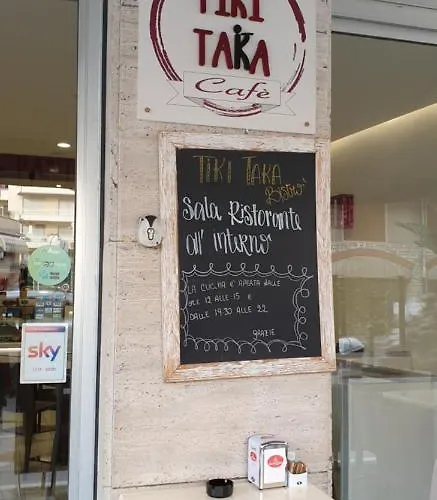 TIKI
TAKA
Cafè
TIKI TAKA
BISTROT
Sala Ristorante
all' interno
LA CUCINA E' APERTA DALLE
ORE 12 ALLE 15 E
DALLE 19.30 ALLE 22
GRAZIE
sky